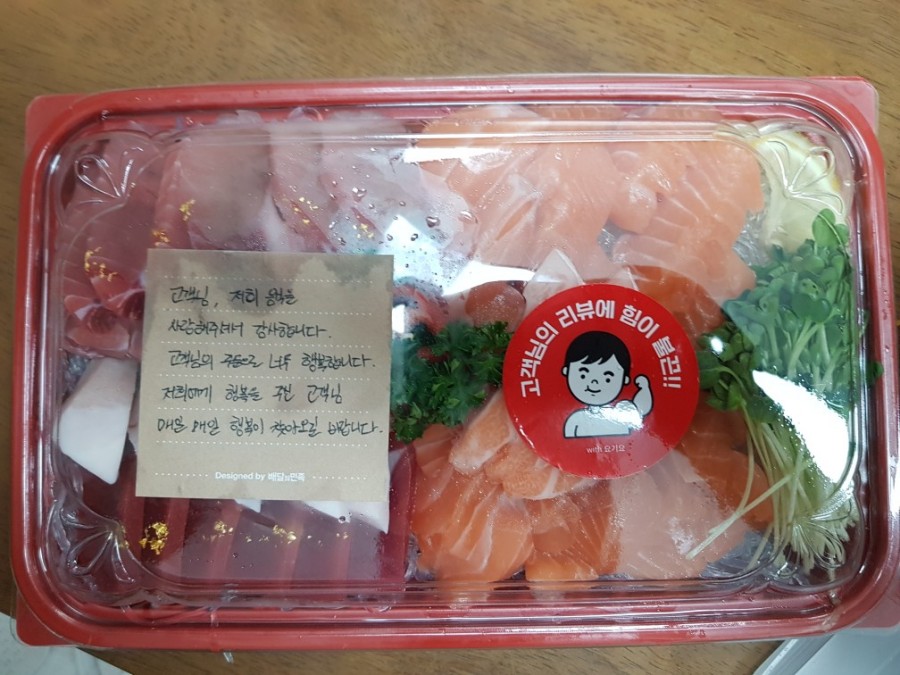 고객님, 저희 음식을
사랑해주셔서 감사합니다.
고객님의 주문으로 너무 행복합니다.
저희에게 행복을 주신 고객님
매일 매일 행복이 찾아오길 바랍니다.
Designed by 배달의민족
고객님의 리뷰에 힘이 불끈!!
with 요기요